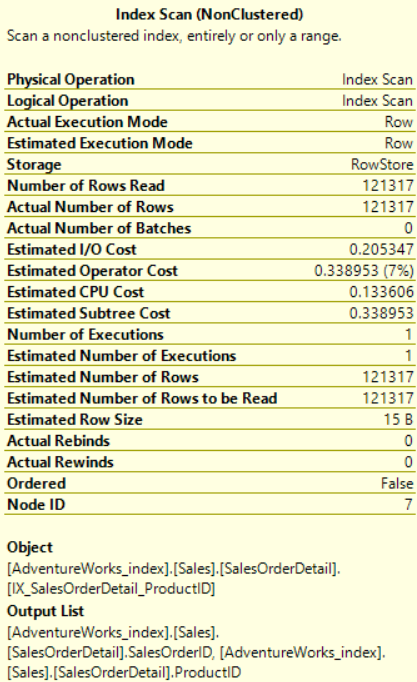 Index Scan (NonClustered)
Scan a nonclustered index, entirely or only a range.
Physical Operation Index Scan
Logical Operation Index Scan
Actual Execution Mode Row
Estimated Execution Mode Row
Storage RowStore
Number of Rows Read 121317
Actual Number of Rows 121317
Actual Number of Batches 0
Estimated I/O Cost 0.205347
Estimated Operator Cost 0.338953 (7%)
Estimated CPU Cost 0.133606
Estimated Subtree Cost 0.338953
Number of Executions 1
Estimated Number of Executions 1
Estimated Number of Rows 121317
Estimated Number of Rows to be Read 121317
Estimated Row Size 15 B
Actual Rebinds 0
Actual Rewinds 0
Ordered False
Node ID 7
Object
[AdventureWorks_index].[Sales].[SalesOrderDetail].
[IX_SalesOrderDetail_ProductID]
Output List
[AdventureWorks_index].[Sales].
[SalesOrderDetail].SalesOrderID, [AdventureWorks_index].
[Sales].[SalesOrderDetail].ProductID